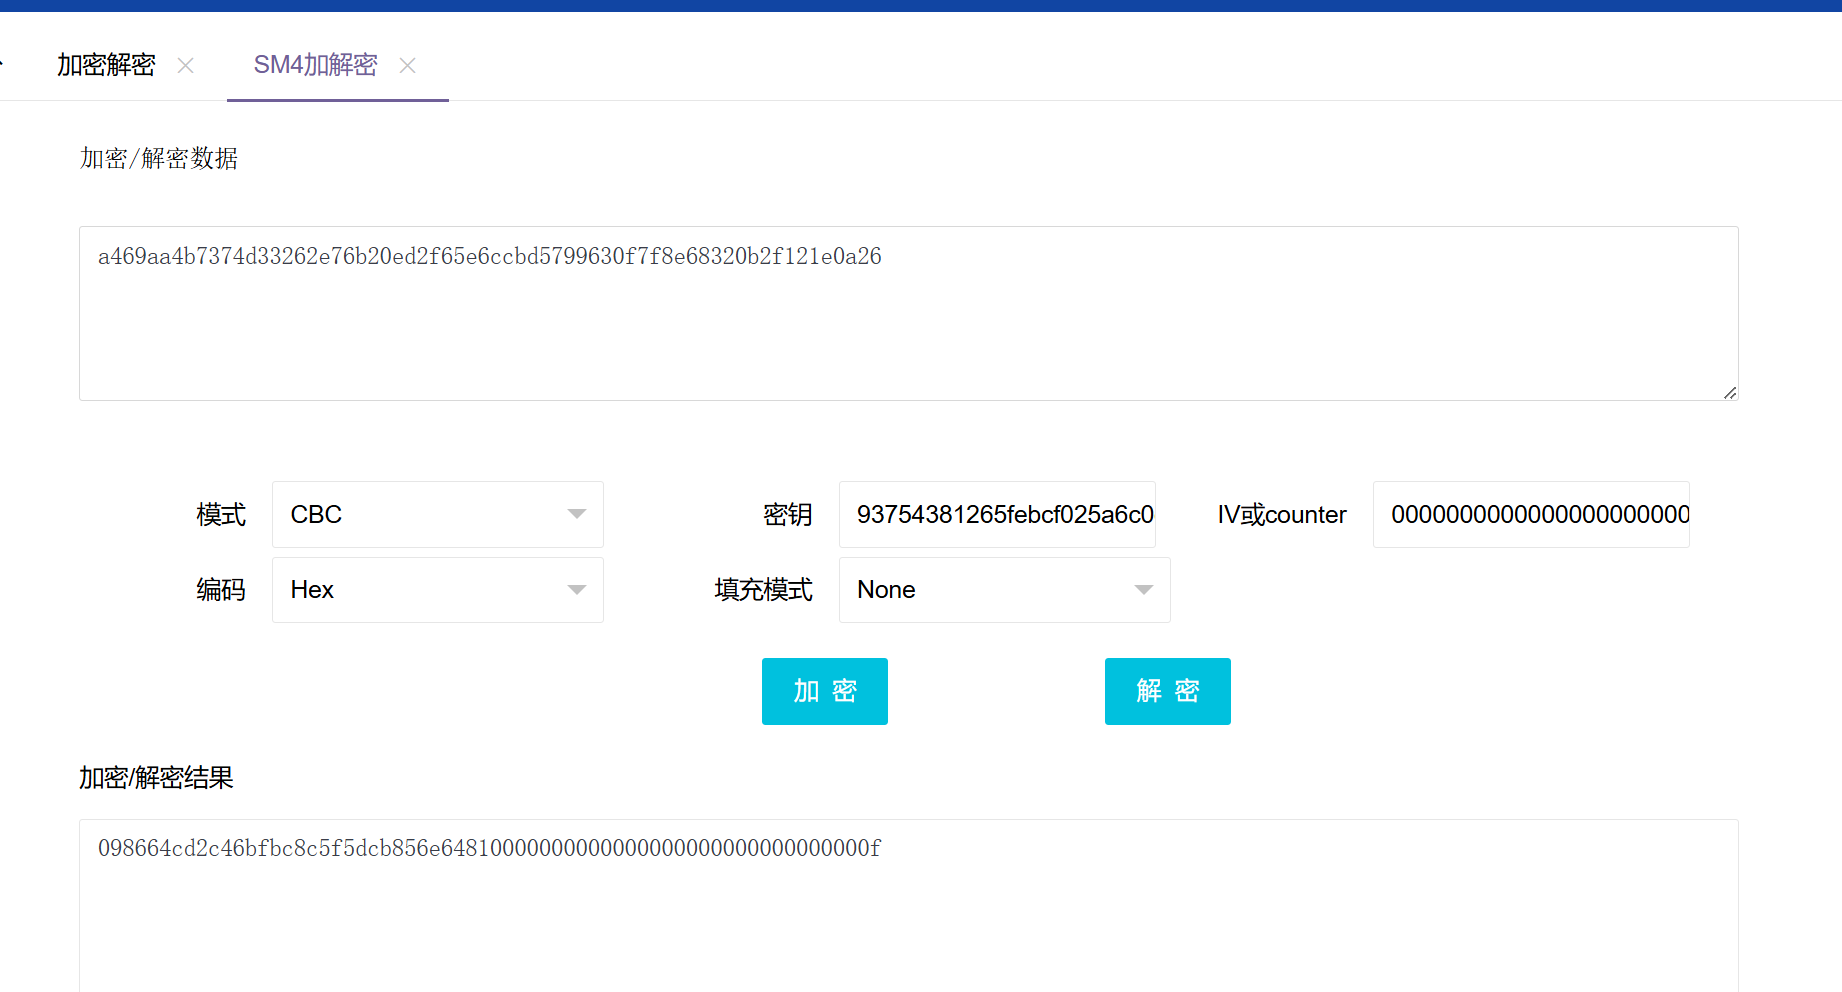 加密解密
SM4加解密
加密/解密数据
a469aa4b7374d33262e76b20ed2f65e6ccbd5799630f7f8e68320b2f121e0a26
模式 CBC 密钥 93754381265febcf025a6c0 IV或counter 0000000000000000000000
编码 Hex 填充模式 None
加 密 解 密
加密/解密结果
098664cd2c46bfbc8c5f5dcb856e64810000000000000000000000000000000f